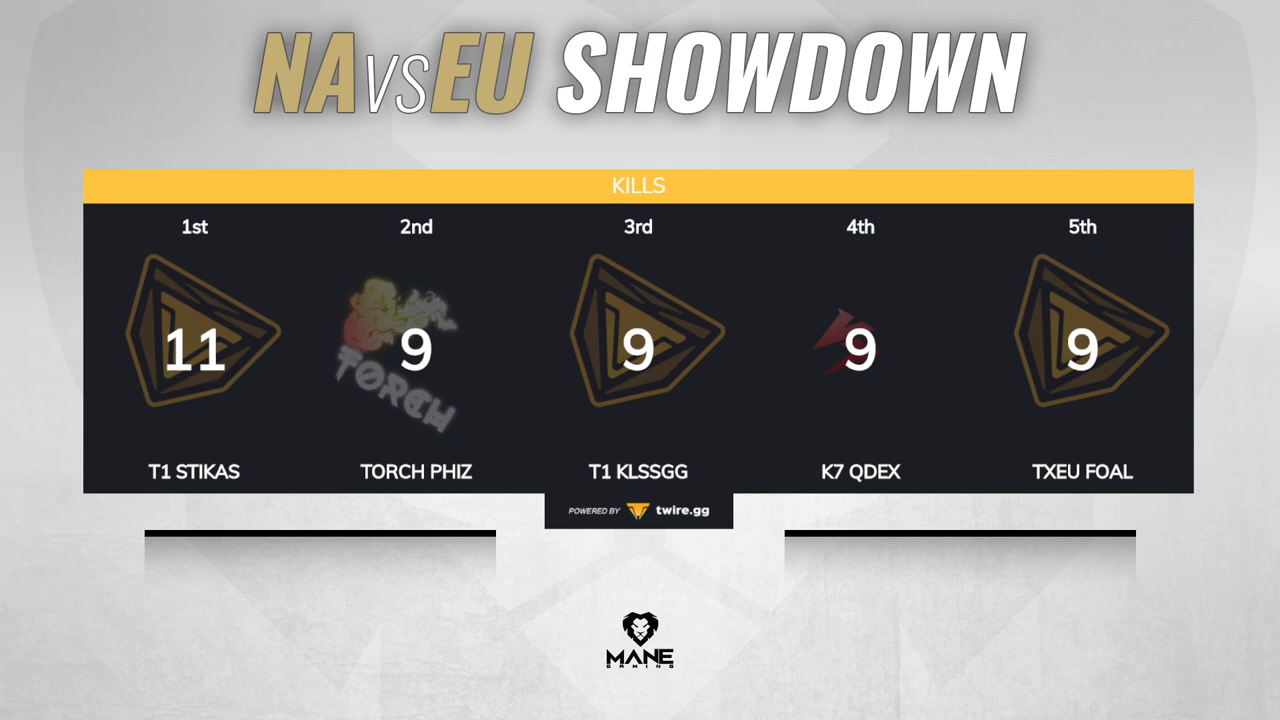 NA VS EU SHOWDOWN
KILLS
1st 2nd 3rd 4th 5th
TORCH
11 9 9 9 9
T1 STIKAS TORCH PHIZ T1 KLSSGG K7 QDEX TXEU FOAL
POWERED BY twire.gg
MANE
GAMING